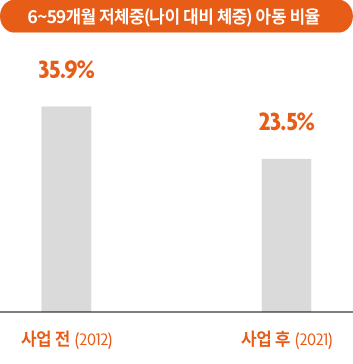 6~59개월 저체중(나이 대비 체중) 아동 비율
35.9%
23.5%
사업 전 (2012)
사업 후 (2021)